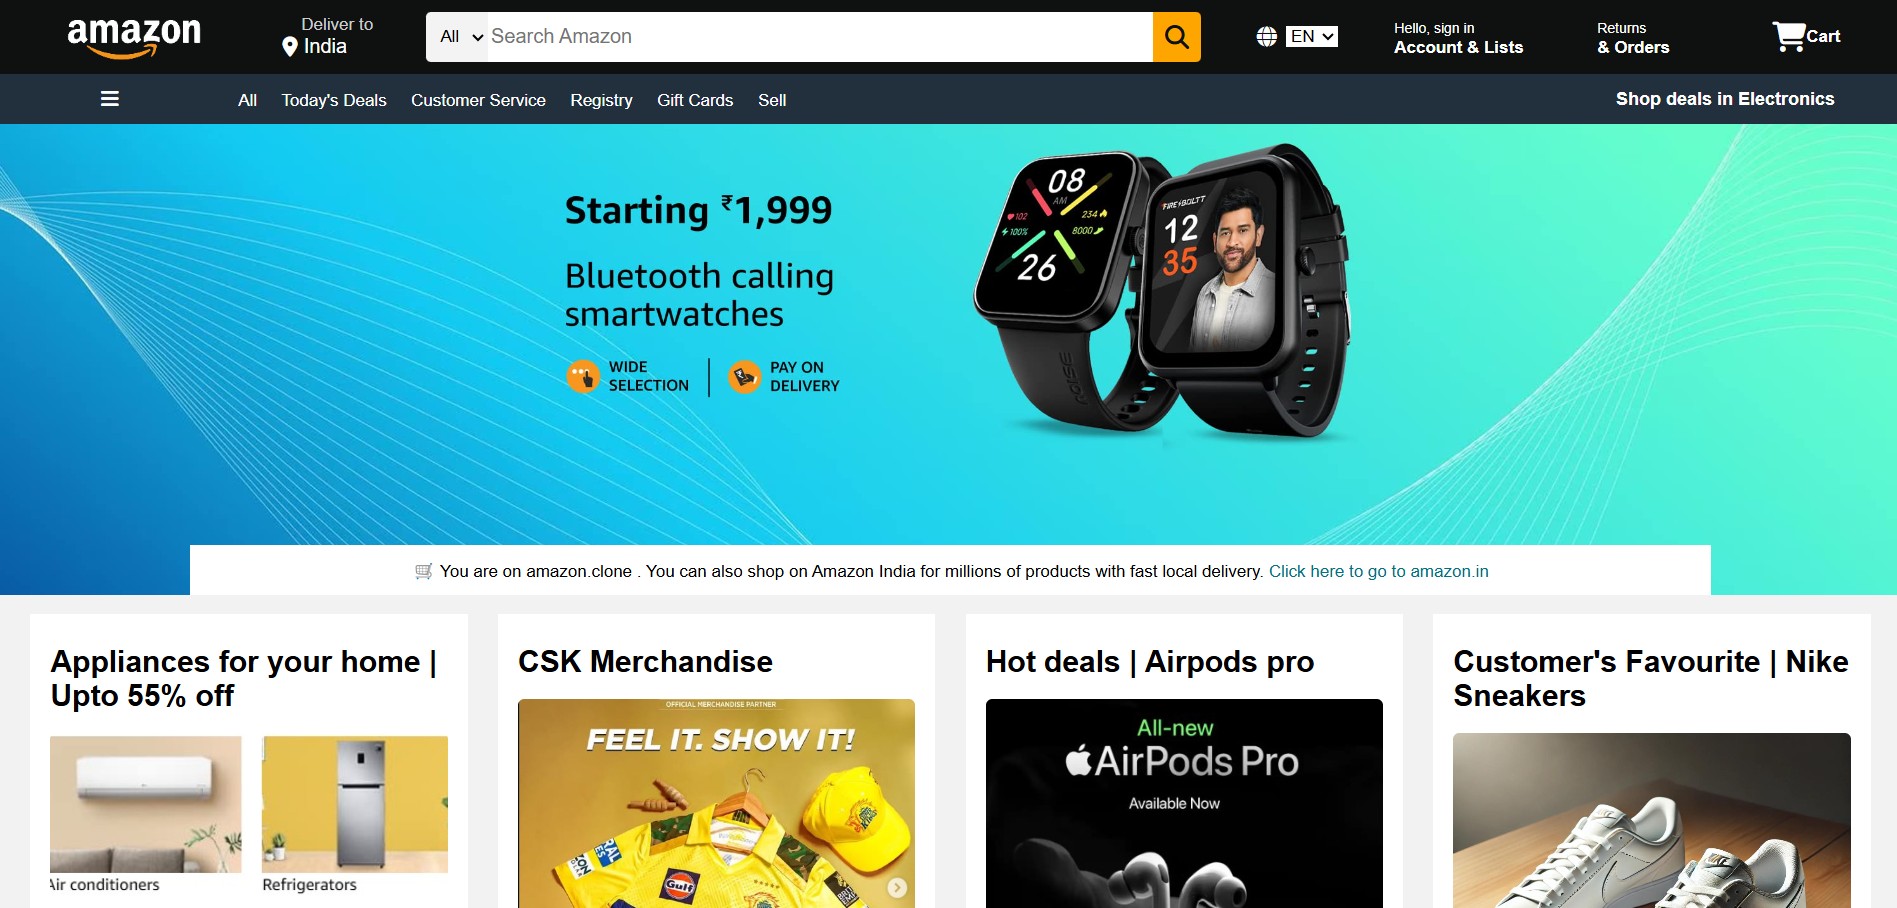 amazon
Deliver to
India
All
Search Amazon
EN
Hello, sign in
Account & Lists
Returns
& Orders
Cart
All Today's Deals Customer Service Registry Gift Cards Sell
Shop deals in Electronics
Starting ₹1,999
Bluetooth calling
smartwatches
WIDE
SELECTION
PAY ON
DELIVERY
08
AM
102
234
100%
8000
26
NOISE
FIRE BOLTT
12
35
You are on amazon.clone . You can also shop on Amazon India for millions of products with fast local delivery. Click here to go to amazon.in
Appliances for your home |
Upto 55% off
Air conditioners
Refrigerators
CSK Merchandise
OFFICIAL MERCHANDISE PARTNER
FEEL IT. SHOW IT!
Gulf
Hot deals | Airpods pro
All-new
AirPods Pro
Available Now
Customer's Favourite | Nike
Sneakers